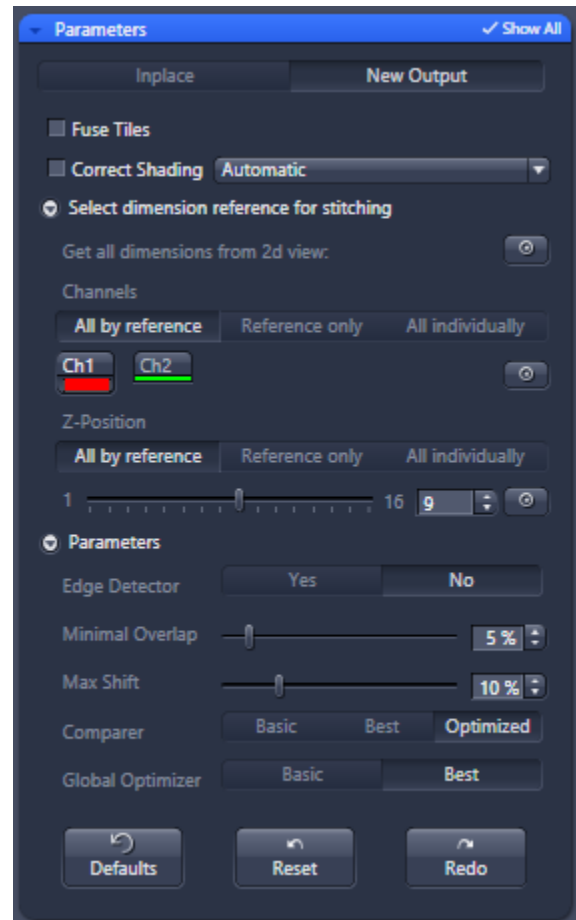 Parameters Show All
Inplace New Output
Fuse Tiles
Correct Shading Automatic
Select dimension reference for stitching
Get all dimensions from 2d view:
Channels
All by reference Reference only All individually
Ch1 Ch2
Z-Position
All by reference Reference only All individually
1 16 9
Parameters
Edge Detector Yes No
Minimal Overlap 5 %
Max Shift 10 %
Comparer Basic Best Optimized
Global Optimizer Basic Best
Defaults Reset Redo